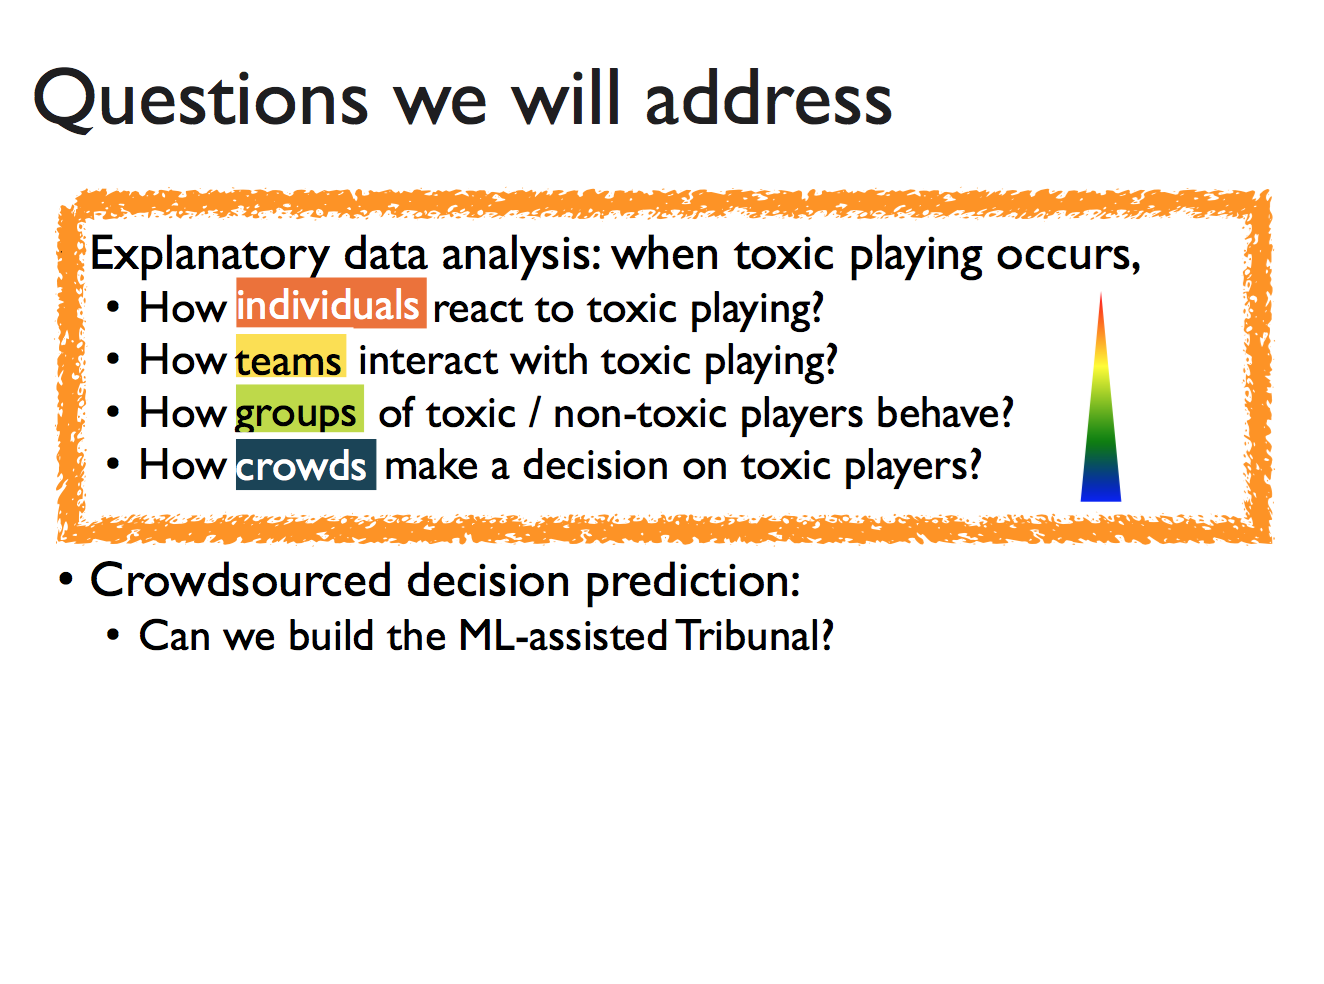 Questions we will address
Explanatory data analysis: when toxic playing occurs,
• How individuals react to toxic playing?
• How teams interact with toxic playing?
• How groups of toxic / non-toxic players behave?
• How crowds make a decision on toxic players?
• Crowdsourced decision prediction:
• Can we build the ML-assisted Tribunal?